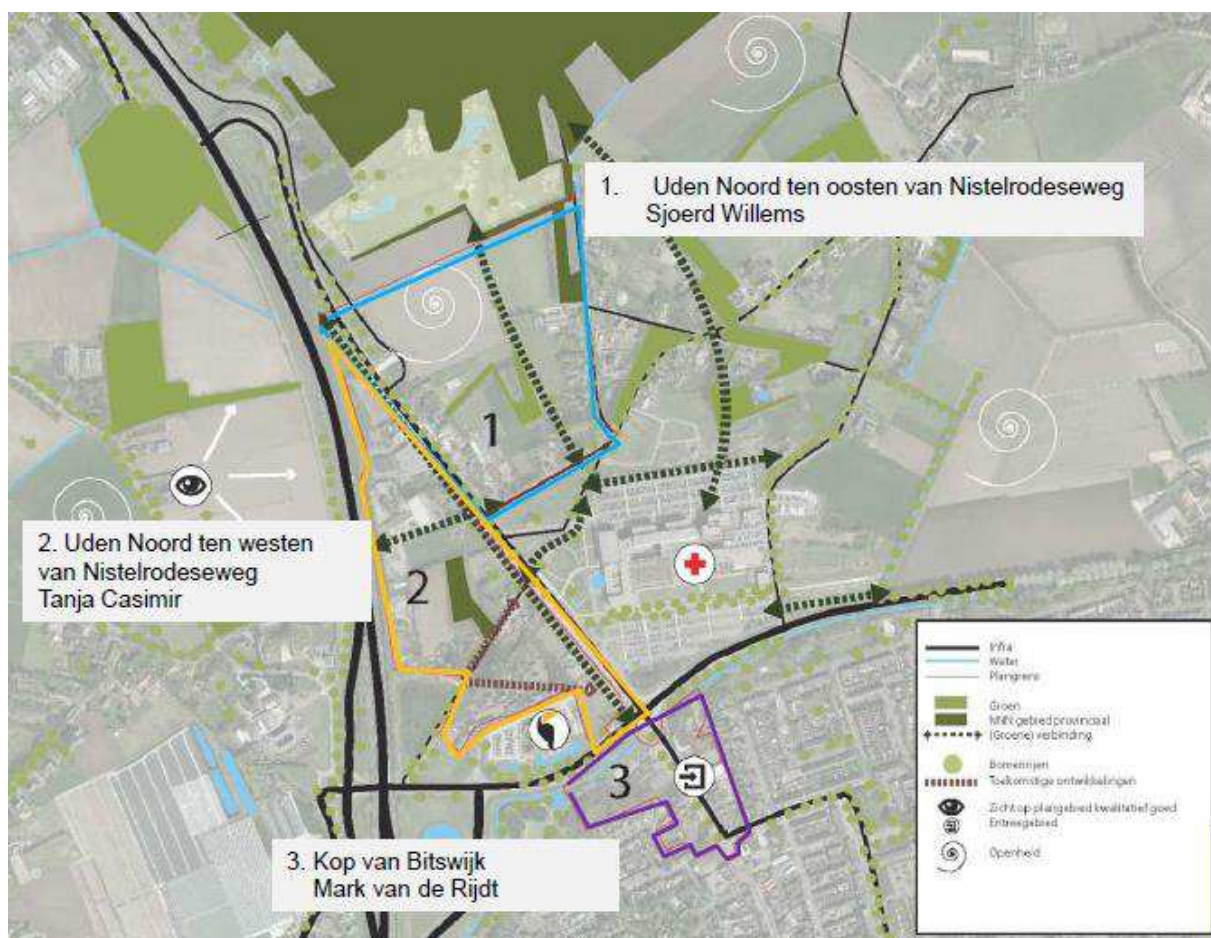 1. Uden Noord ten oosten van Nistelrodeseweg
Sjoerd Willems
1
2. Uden Noord ten westen
van Nistelrodeseweg
Tanja Casimir
2
3
3. Kop van Bitswijk
Mark van de Rijdt
Infra
Water
Plangrens
Groen
NNN gebied provinciaal
(Groene) verbinding
Bomenrijen
Toekomstige ontwikkelingen
Zicht op plangebied kwalitatief goed
Entreegebied
Openheid